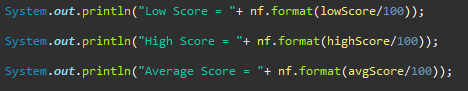 System.out.println("Low Score = "+ nf.format(lowScore/100));
System.out.println("High Score = "+ nf.format(highScore/100));
System.out.println("Average Score = "+ nf.format(avgScore/100));